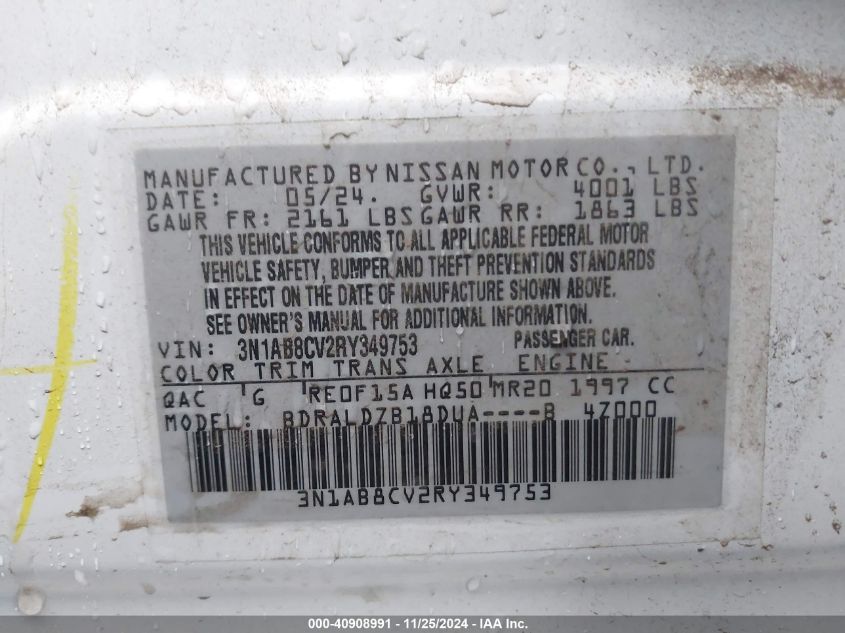 MANUFACTURED BY NISSAN MOTOR CO., LTD.
DATE: 05/24. GVWR: 4001 LBS
GAWR FR: 2161 LBS GAWR RR: 1863 LBS
THIS VEHICLE CONFORMS TO ALL APPLICABLE FEDERAL MOTOR
VEHICLE SAFETY, BUMPER AND THEFT PREVENTION STANDARDS
IN EFFECT ON THE DATE OF MANUFACTURE SHOWN ABOVE.
SEE OWNER'S MANUAL FOR ADDITIONAL INFORMATION.
VIN: 3N1AB8CV2RY349753 PASSENGER CAR.
COLOR TRIM TRANS AXLE ENGINE
QAC G RE0F15A HQ50 MR20 1997 CC
MODEL: BDRALDZB18DUA----B 4Z000
3N1AB8CV2RY349753
000-40908991 - 11/25/2024 - IAA Inc.